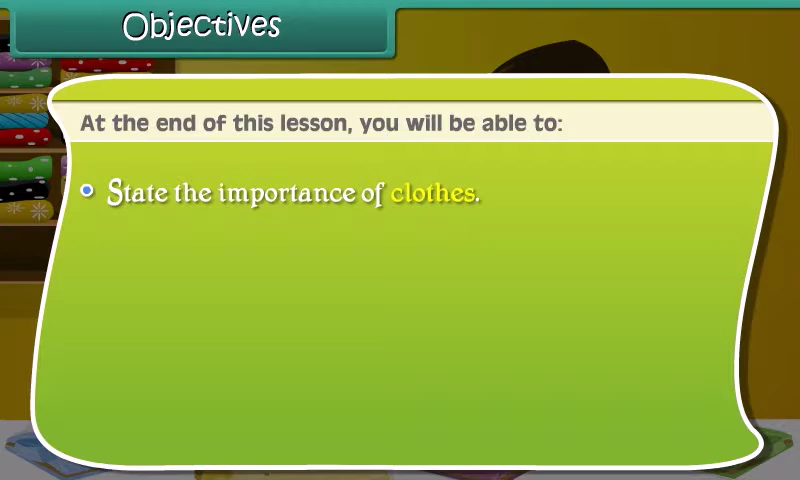 Objectives
At the end of this lesson, you will be able to:
State the importance of clothes.